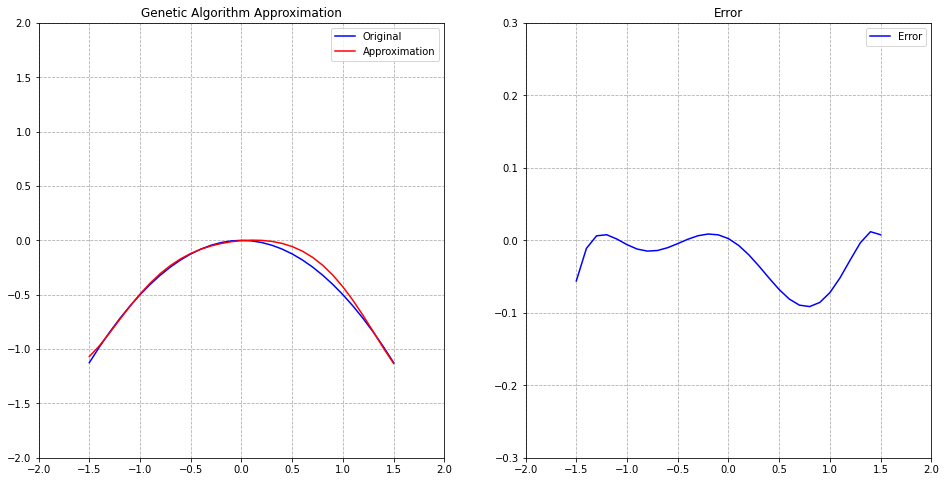 Genetic Algorithm Approximation
Original
Approximation
2.0
1.5
1.0
0.5
0.0
−0.5
−1.0
−1.5
−2.0
−2.0 −1.5 −1.0 −0.5 0.0 0.5 1.0 1.5 2.0
Error
Error
0.3
0.2
0.1
0.0
−0.1
−0.2
−0.3
−2.0 −1.5 −1.0 −0.5 0.0 0.5 1.0 1.5 2.0